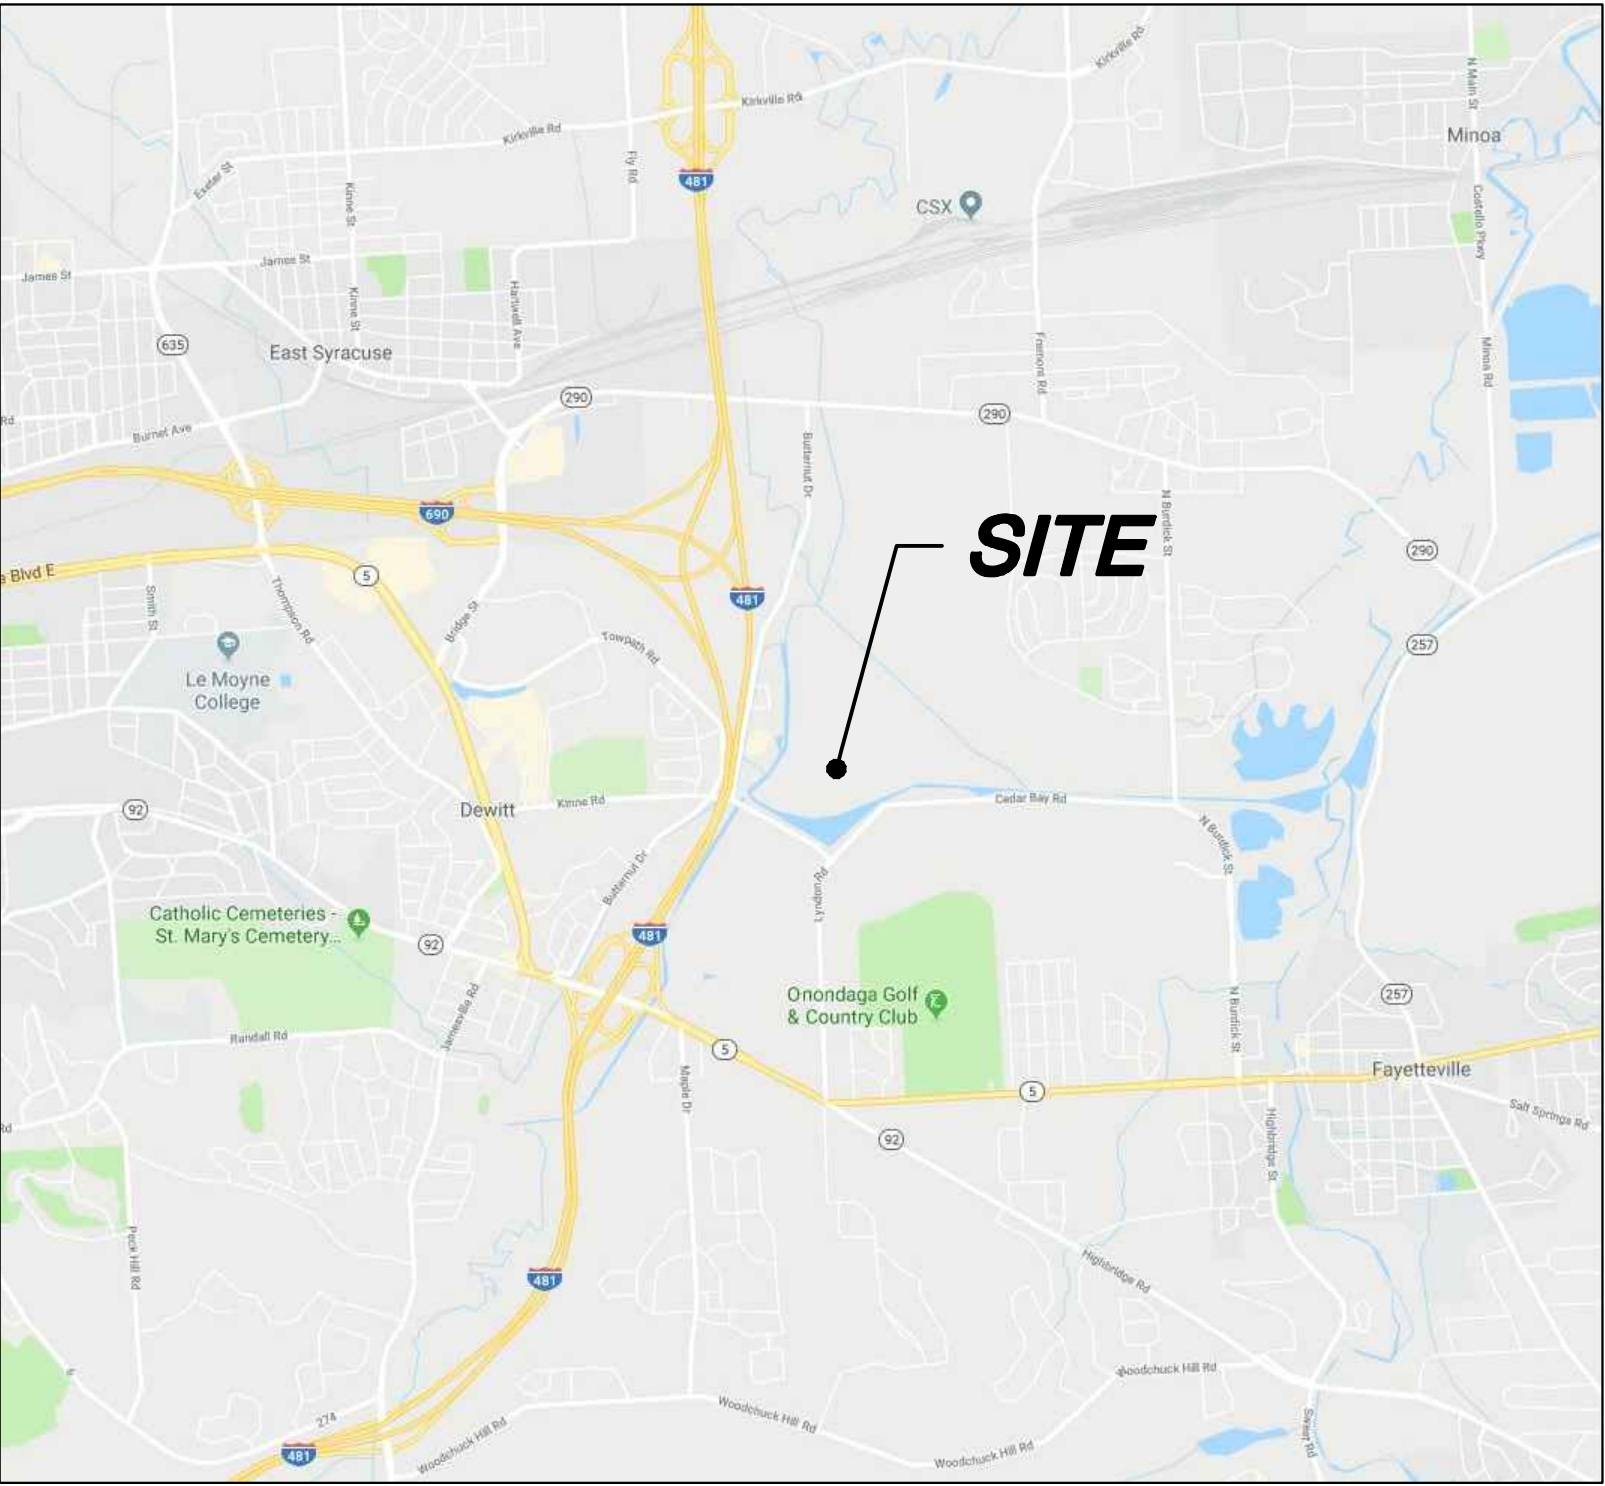 Kirkville Rd
N Main St
Kirkville Rd
Kirkville Rd
Minoa
Exeter St
Fly Rd
481
Kinne St
CSX
Costello Pkwy
James St
James St
Kinne St
Hartwell Ave
635
East Syracuse
Fremont Rd
Minoa Rd
290
290
Rd
Burnet Ave
Butternut Dr
690
N Burdick St
SITE
290
Blvd E
5
481
Smith St
Thompson Rd
Bridge St
Towpath Rd
257
Le Moyne
College
92
Dewitt
Kinne Rd
Cedar Bay Rd
N Burdick St
Butternut Dr
Lyndon Rd
Catholic Cemeteries -
St. Mary's Cemetery...
92
481
Onondaga Golf
& Country Club
257
Jamesville Rd
N Burdick St
Randall Rd
5
Maple Dr
5
Fayetteville
Salt Springs Rd
Rd
92
Highbridge St
Peck Hill Rd
481
Highbridge Rd
Woodchuck Hill Rd
274
481
Woodchuck Hill Rd
Woodchuck Hill Rd
Woodchuck Hill Rd
Sweet Rd